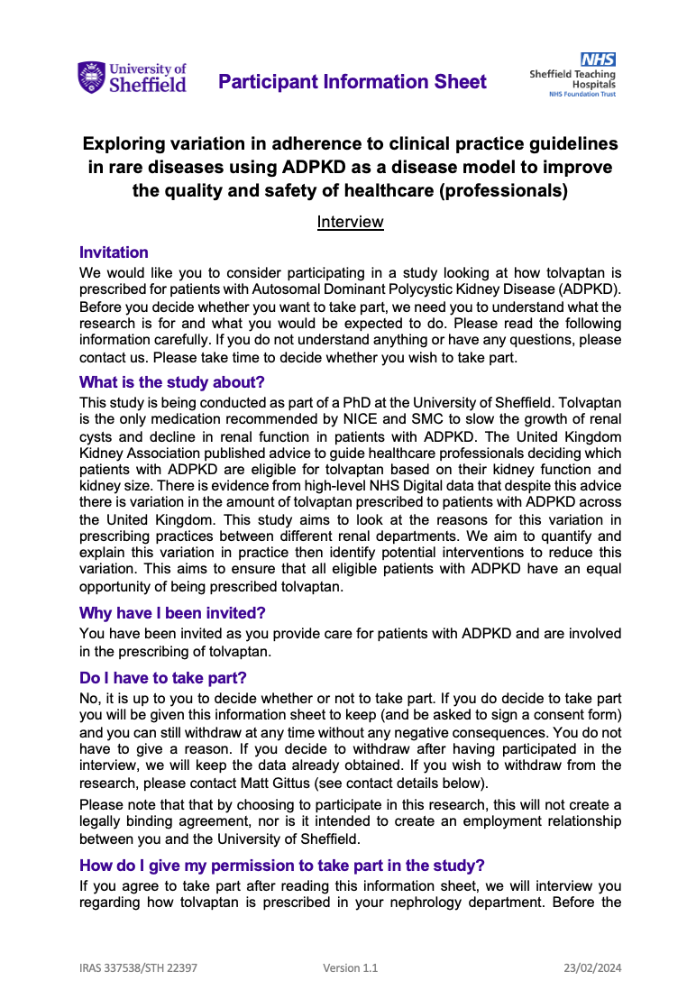 University of
Sheffield
Participant Information Sheet
NHS
Sheffield Teaching
Hospitals
NHS Foundation Trust
Exploring variation in adherence to clinical practice guidelines
in rare diseases using ADPKD as a disease model to improve
the quality and safety of healthcare (professionals)
Interview
Invitation
We would like you to consider participating in a study looking at how tolvaptan is
prescribed for patients with Autosomal Dominant Polycystic Kidney Disease (ADPKD).
Before you decide whether you want to take part, we need you to understand what the
research is for and what you would be expected to do. Please read the following
information carefully. If you do not understand anything or have any questions, please
contact us. Please take time to decide whether you wish to take part.
What is the study about?
This study is being conducted as part of a PhD at the University of Sheffield. Tolvaptan
is the only medication recommended by NICE and SMC to slow the growth of renal
cysts and decline in renal function in patients with ADPKD. The United Kingdom
Kidney Association published advice to guide healthcare professionals deciding which
patients with ADPKD are eligible for tolvaptan based on their kidney function and
kidney size. There is evidence from high-level NHS Digital data that despite this advice
there is variation in the amount of tolvaptan prescribed to patients with ADPKD across
the United Kingdom. This study aims to look at the reasons for this variation in
prescribing practices between different renal departments. We aim to quantify and
explain this variation in practice then identify potential interventions to reduce this
variation. This aims to ensure that all eligible patients with ADPKD have an equal
opportunity of being prescribed tolvaptan.
Why have I been invited?
You have been invited as you provide care for patients with ADPKD and are involved
in the prescribing of tolvaptan.
Do I have to take part?
No, it is up to you to decide whether or not to take part. If you do decide to take part
you will be given this information sheet to keep (and be asked to sign a consent form)
and you can still withdraw at any time without any negative consequences. You do not
have to give a reason. If you decide to withdraw after having participated in the
interview, we will keep the data already obtained. If you wish to withdraw from the
research, please contact Matt Gittus (see contact details below).
Please note that that by choosing to participate in this research, this will not create a
legally binding agreement, nor is it intended to create an employment relationship
between you and the University of Sheffield.
How do I give my permission to take part in the study?
If you agree to take part after reading this information sheet, we will interview you
regarding how tolvaptan is prescribed in your nephrology department. Before the
IRAS 337538/STH 22397
Version 1.1
23/02/2024